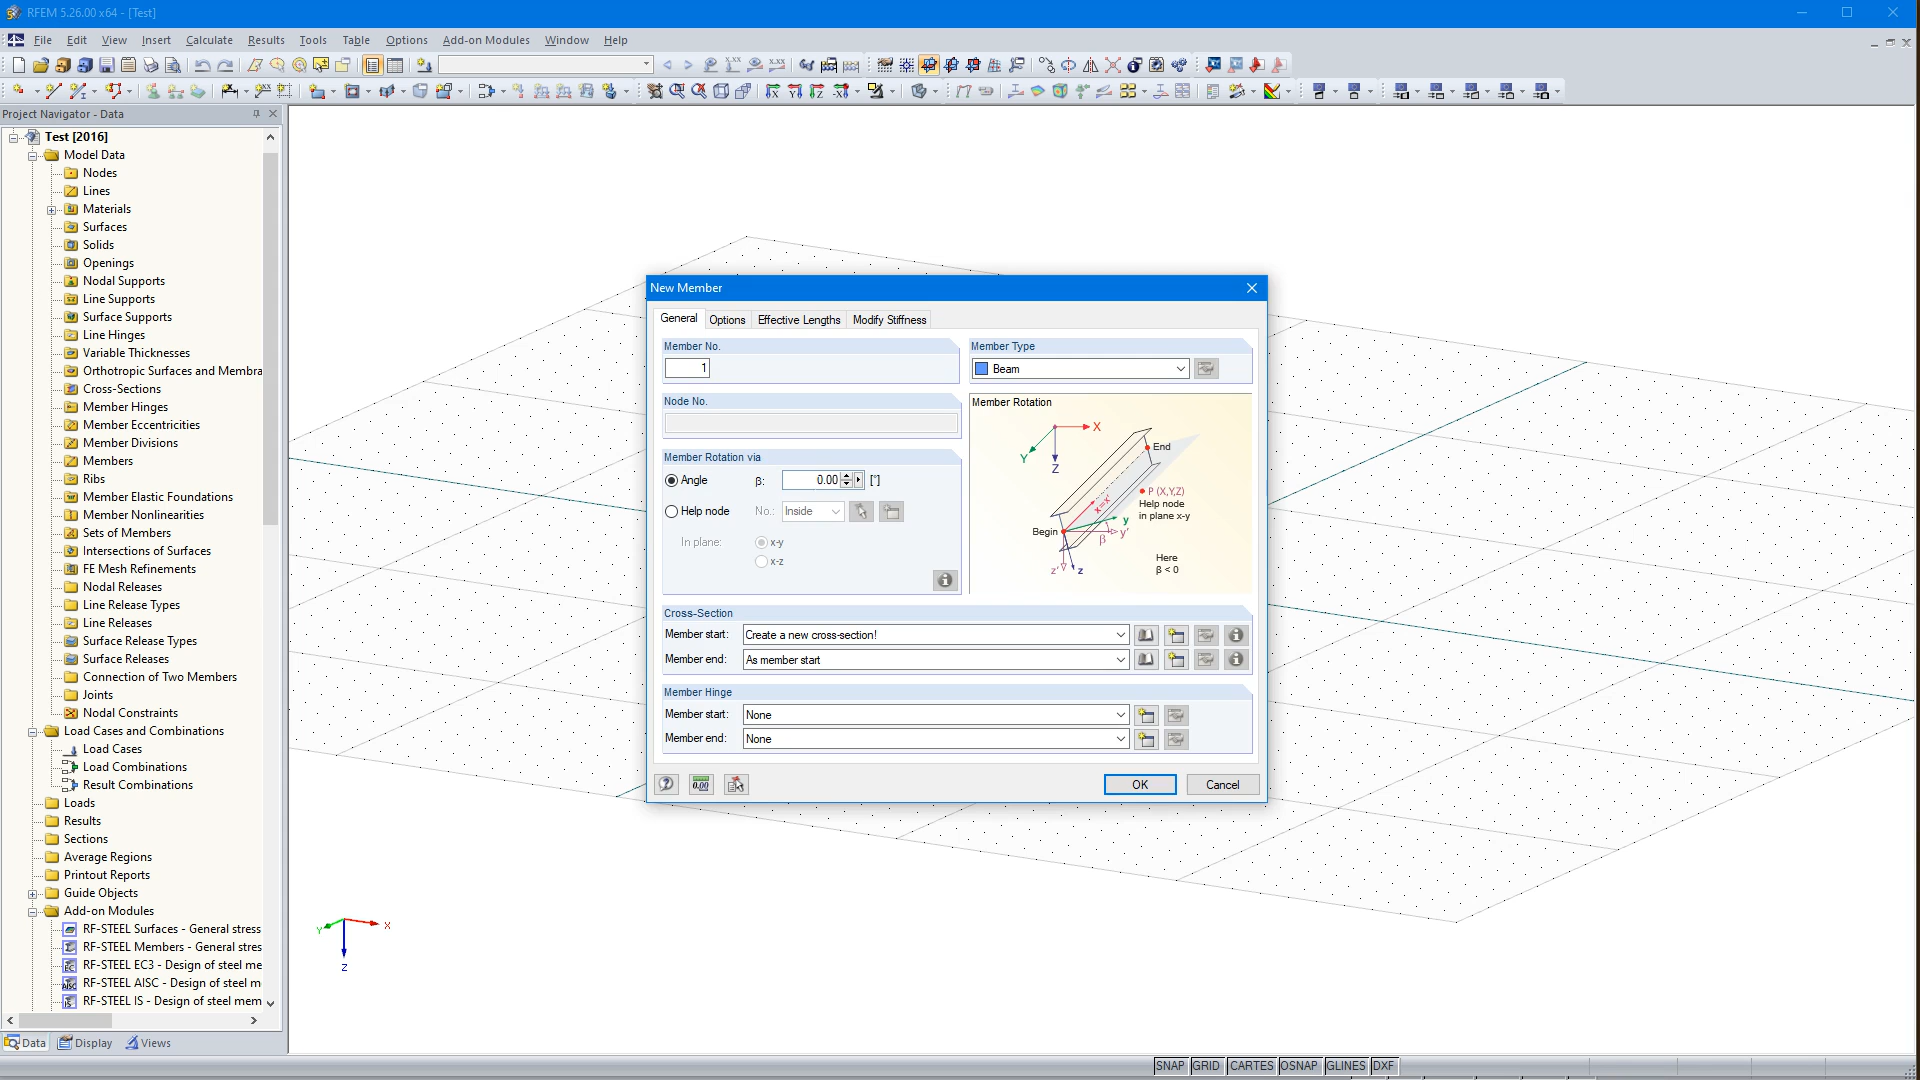 RFEM 5.26.00 x64 - [Test]
File Edit View Insert Calculate Results Tools Table Options Add-on Modules Window Help
Project Navigator - Data
Test [2016]
Model Data
Nodes
Lines
Materials
Surfaces
Solids
Openings
Nodal Supports
Line Supports
Surface Supports
Line Hinges
Variable Thicknesses
Orthotropic Surfaces and Membra
Cross-Sections
Member Hinges
Member Eccentricities
Member Divisions
Members
Ribs
Member Elastic Foundations
Member Nonlinearities
Sets of Members
Intersections of Surfaces
FE Mesh Refinements
Nodal Releases
Line Release Types
Line Releases
Surface Release Types
Surface Releases
Connection of Two Members
Joints
Nodal Constraints
Load Cases and Combinations
Load Cases
Load Combinations
Result Combinations
Loads
Results
Sections
Average Regions
Printout Reports
Guide Objects
Add-on Modules
RF-STEEL Surfaces - General stress
RF-STEEL Members - General stres
RF-STEEL EC3 - Design of steel me
RF-STEEL AISC - Design of steel m
RF-STEEL IS - Design of steel mem
Data Display Views
New Member
General Options Effective Lengths Modify Stiffness
Member No.
1
Member Type
Beam
Node No.
Member Rotation via
Angle β: 0.00 [°]
Help node No.: Inside
In plane: x-y
x-z
Member Rotation
X
Y
Z
End
P (X,Y,Z)
Help node
in plane x-y
x=x'
y
Begin
β
y'
z'
z
Here
β < 0
Cross-Section
Member start: Create a new cross-section!
Member end: As member start
Member Hinge
Member start: None
Member end: None
0.00
OK Cancel
Y
X
Z
SNAP GRID CARTES OSNAP GLINES DXF